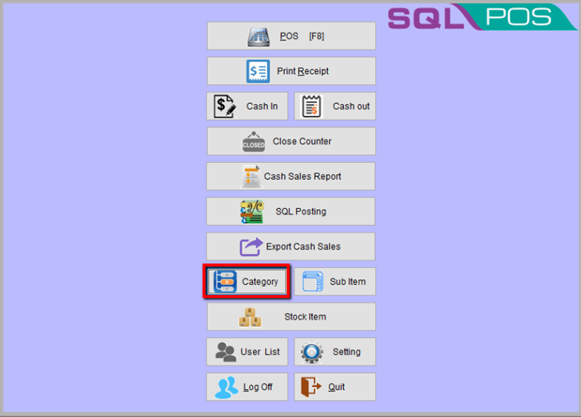 SQL POS
POS [F8]
Print Receipt
Cash In
Cash out
CLOSED
Close Counter
Cash Sales Report
SQL Posting
Export Cash Sales
Category
Sub Item
Stock Item
User List
Setting
Log Off
Quit